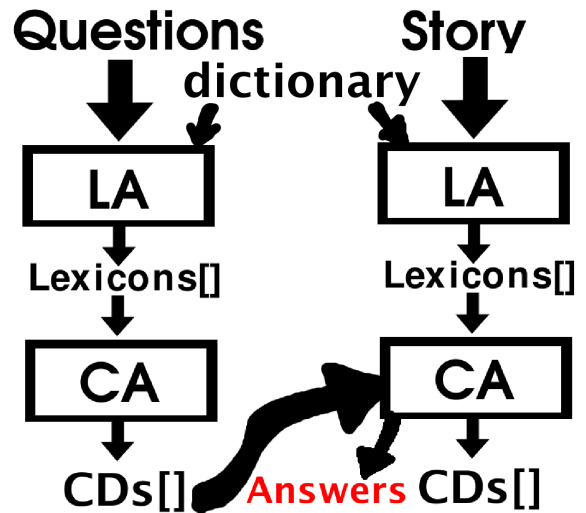 Questions Story
dictionary
LA LA
Lexicons[] Lexicons[]
CA CA
CDs[] Answers CDs[]